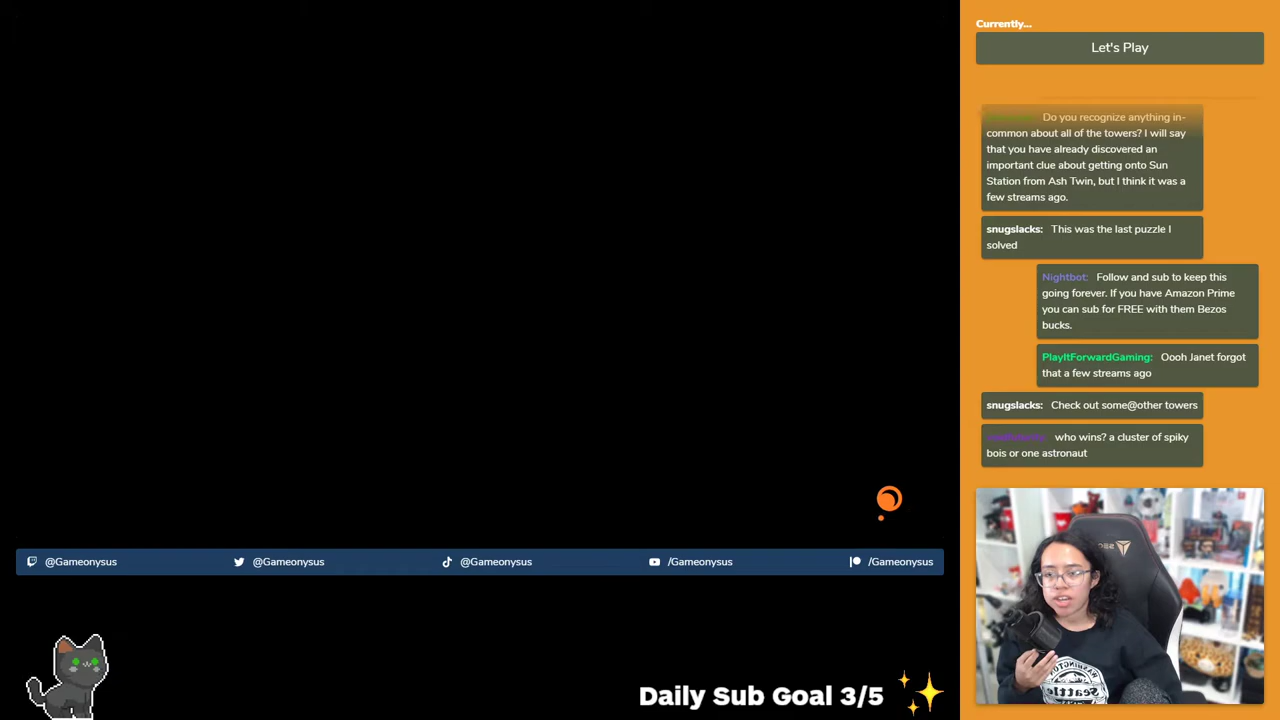 Currently...
Let's Play
Do you recognize anything in-
common about all of the towers? I will say
that you have already discovered an
important clue about getting onto Sun
Station from Ash Twin, but I think it was a
few streams ago.
snugslacks: This was the last puzzle I
solved
Nightbot: Follow and sub to keep this
going forever. If you have Amazon Prime
you can sub for FREE with them Bezos
bucks.
PlayItForwardGaming: Oooh Janet forgot
that a few streams ago
snugslacks: Check out some@other towers
who wins? a cluster of spiky
bois or one astronaut
@Gameonysus @Gameonysus @Gameonysus /Gameonysus /Gameonysus
WASHINGTON
Seattle
Daily Sub Goal 3/5